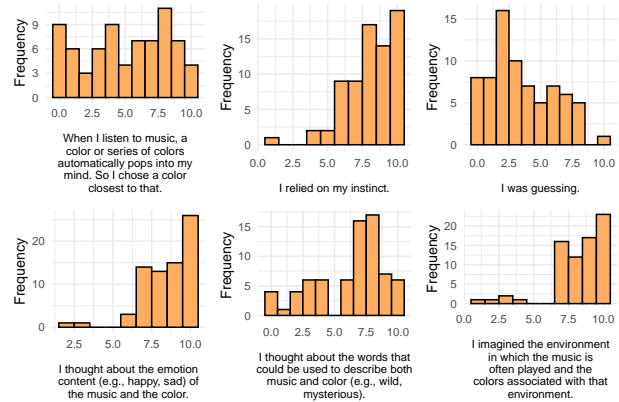 Frequency
9
6
3
0
0.0 2.5 5.0 7.5 10.0
When I listen to music, a
color or series of colors
automatically pops into my
mind. So I chose a color
closest to that.
Frequency
15
10
5
0
0.0 2.5 5.0 7.5 10.0
I relied on my instinct.
Frequency
15
10
5
0
0.0 2.5 5.0 7.5 10.0
I was guessing.
Frequency
20
10
0
2.5 5.0 7.5 10.0
I thought about the emotion
content (e.g., happy, sad) of
the music and the color.
Frequency
15
10
5
0
0.0 2.5 5.0 7.5 10.0
I thought about the words that
could be used to describe both
music and color (e.g., wild,
mysterious).
Frequency
20
15
10
5
0
0.0 2.5 5.0 7.5 10.0
I imagined the environment
in which the music is
often played and the
colors associated with that
environment.